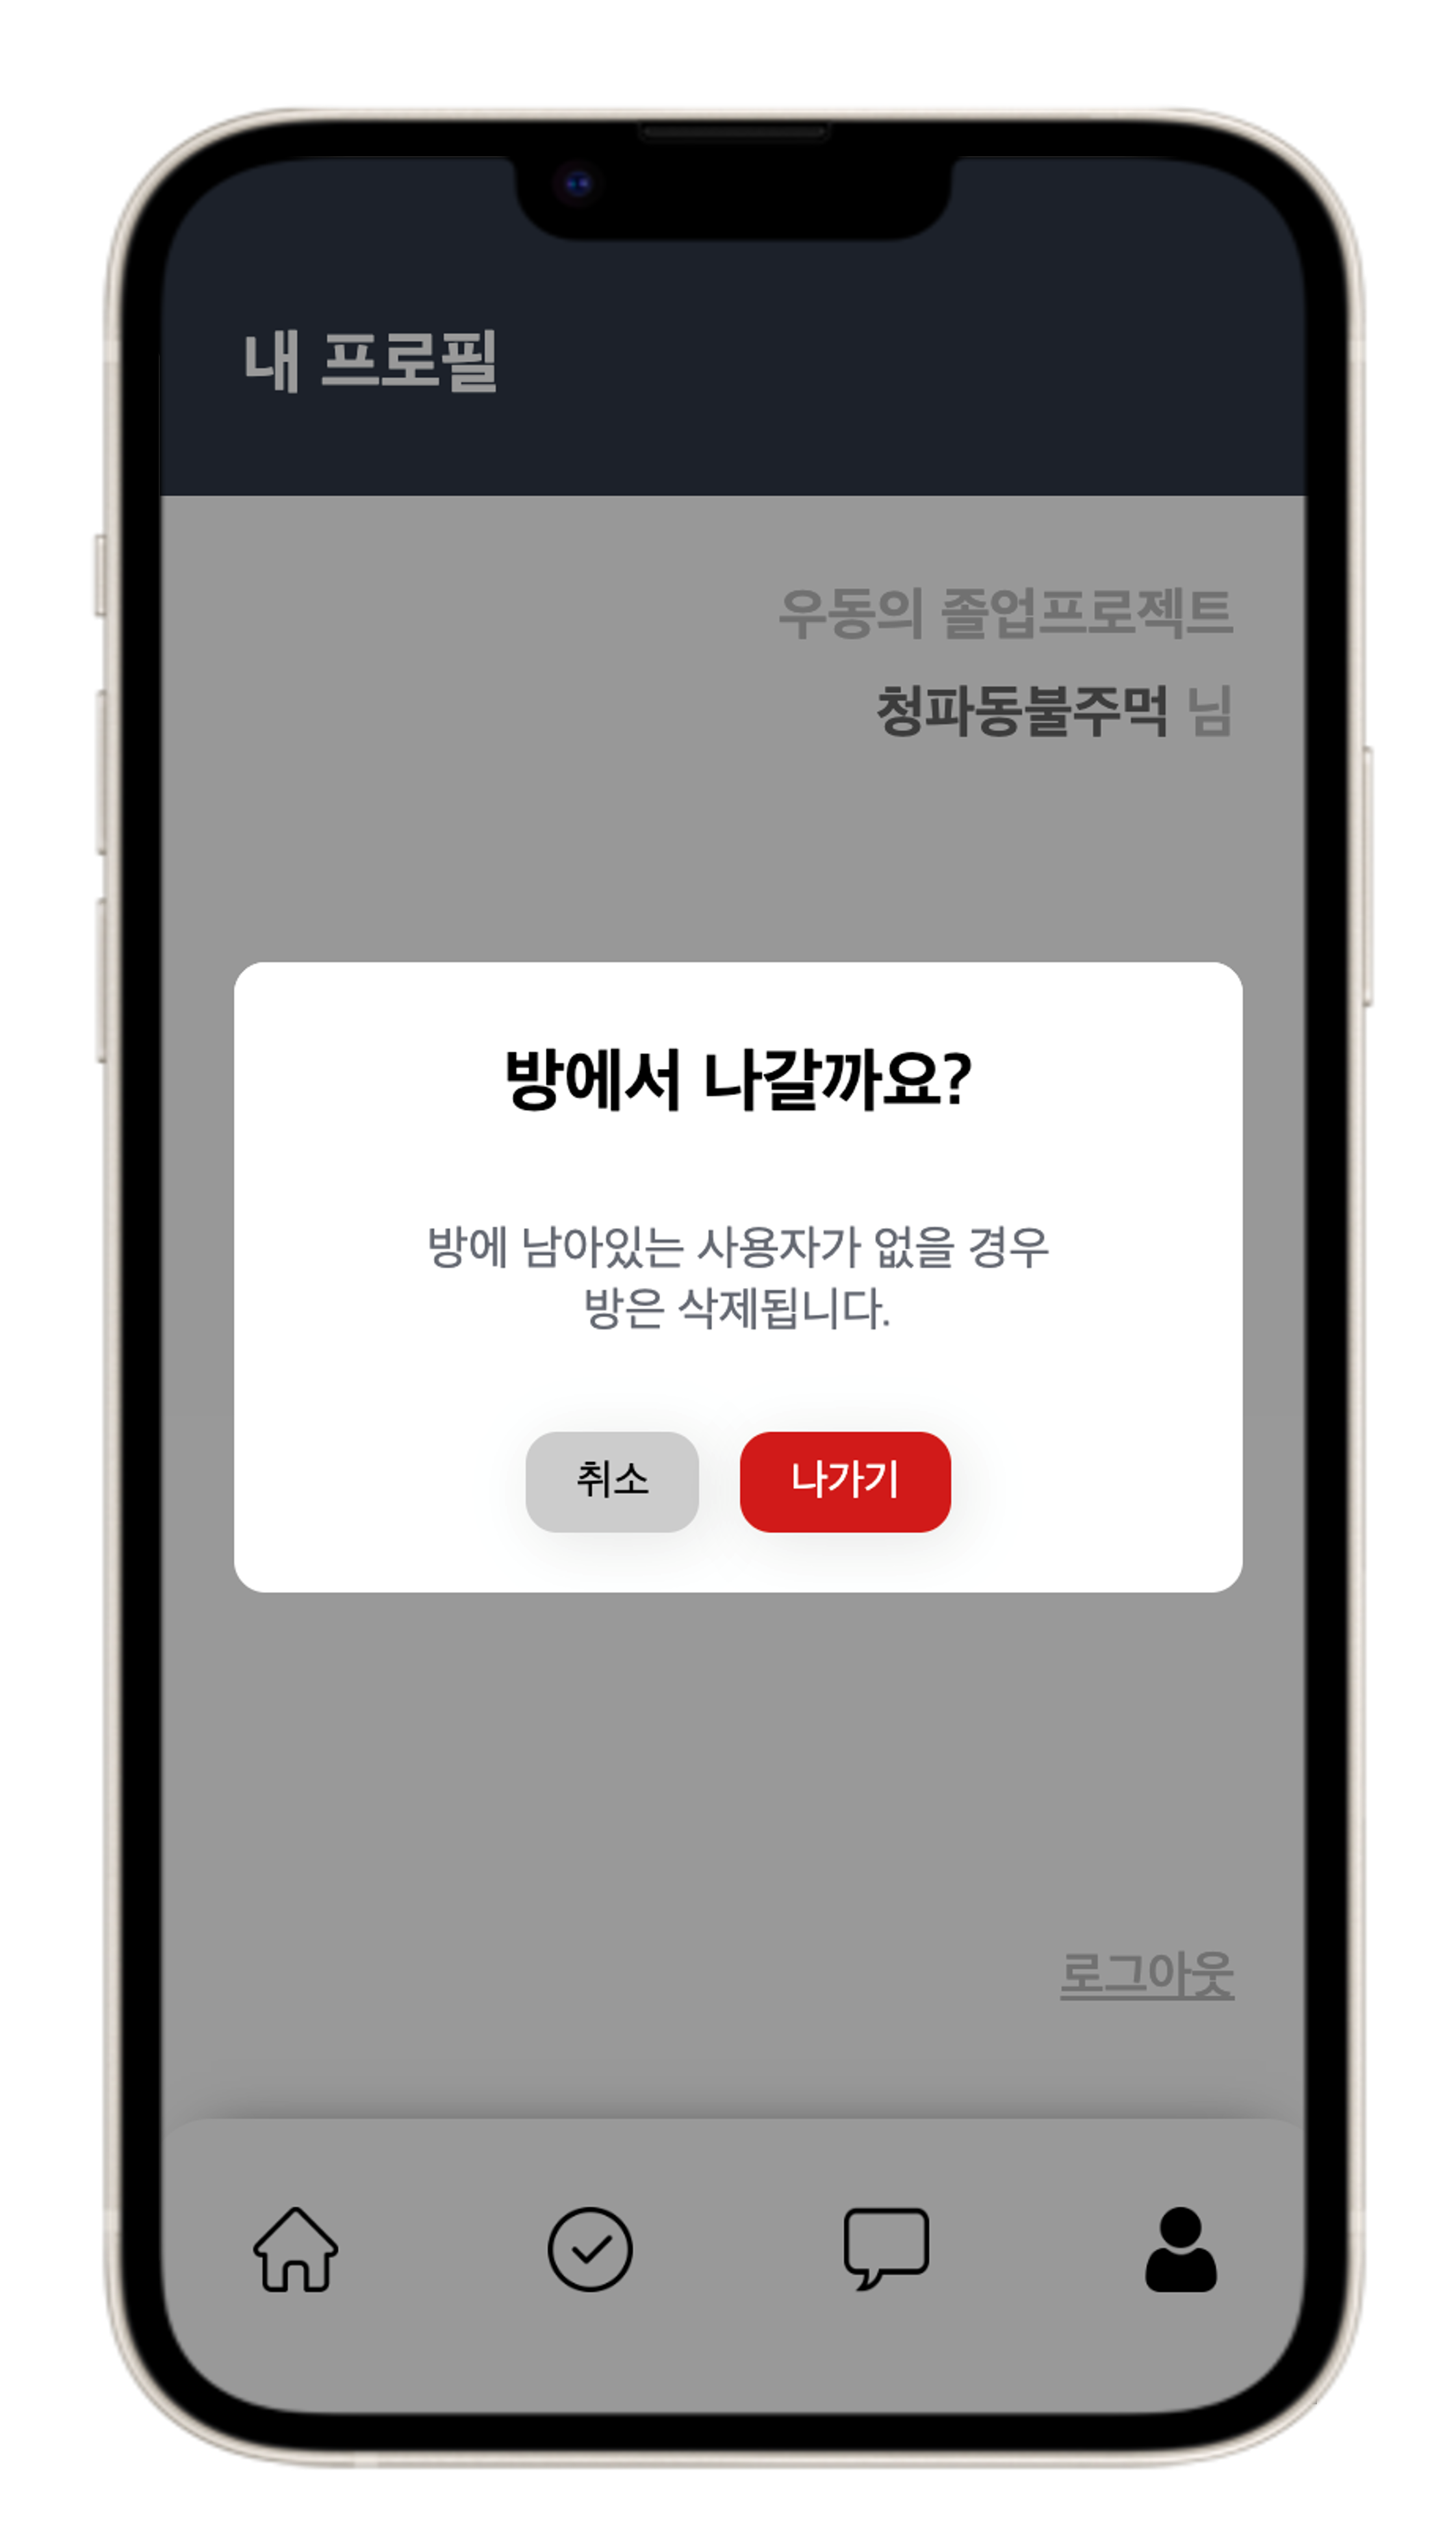 내 프로필
우동의 졸업프로젝트
청파동불주먹 님
방에서 나갈까요?
방에 남아있는 사용자가 없을 경우
방은 삭제됩니다.
취소
나가기
로그아웃